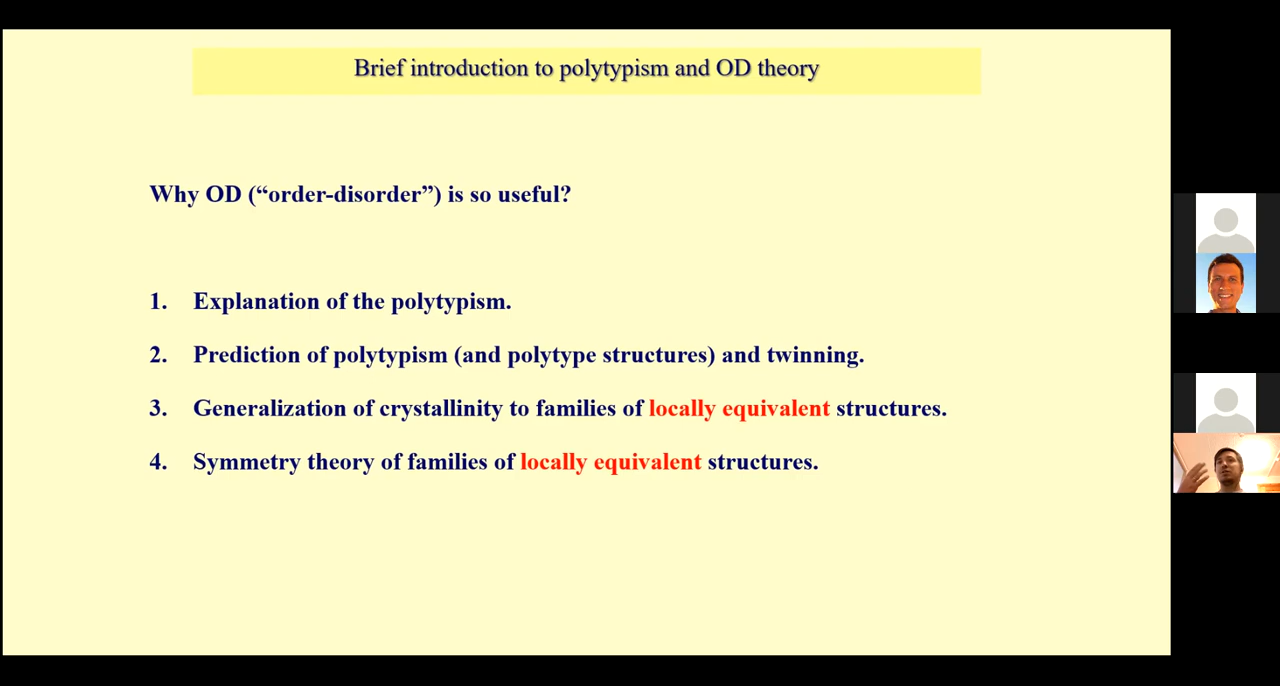 Brief introduction to polytypism and OD theory
Why OD (“order-disorder”) is so useful?
1. Explanation of the polytypism.
2. Prediction of polytypism (and polytype structures) and twinning.
3. Generalization of crystallinity to families of locally equivalent structures.
4. Symmetry theory of families of locally equivalent structures.